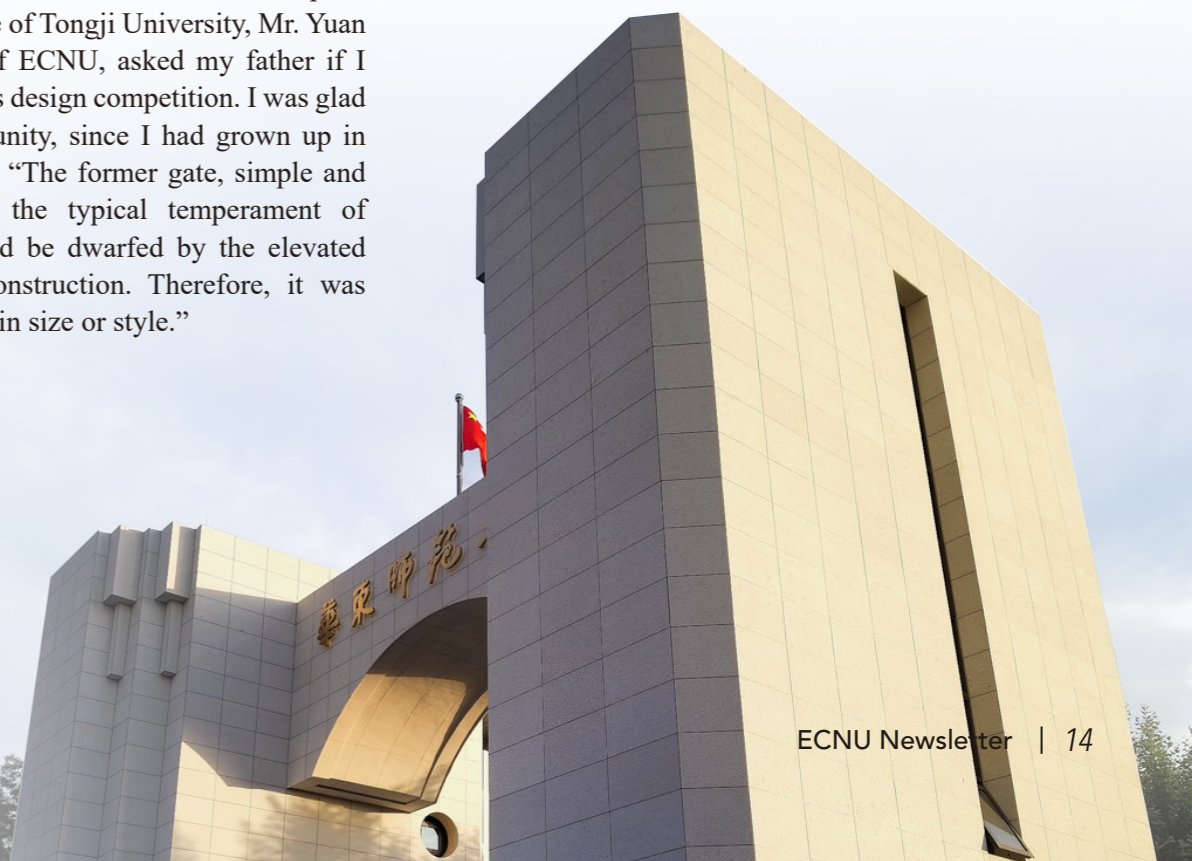 of Tongji University, Mr. Yuan
ECNU, asked my father if I
design competition. I was glad
since I had grown up in
“The former gate, simple and
the typical temperament of
be dwarfed by the elevated
Therefore, it was
in size or style.”
華東師範
ECNU Newsletter | 14